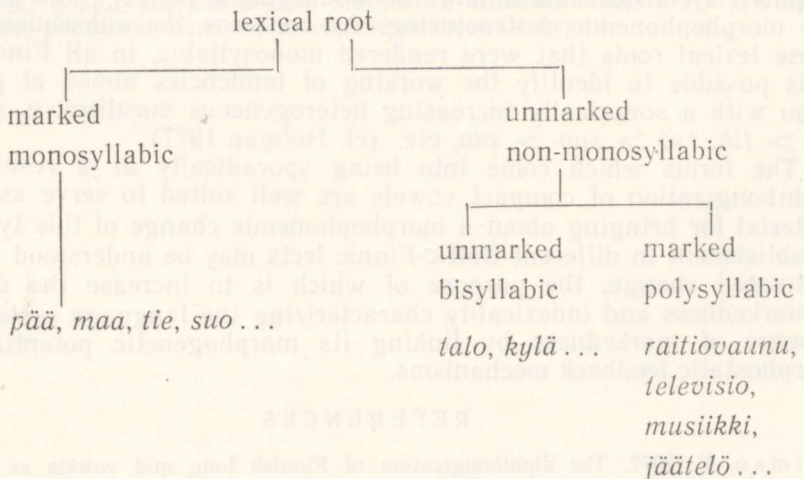 lexical root
marked unmarked
monosyllabic non-monosyllabic
unmarked marked
bisyllabic polysyllabic
pää, maa, tie, suo . . . talo, kylä . . . raitiovaunu,
televisio,
musiikki,
jäätelö . . .